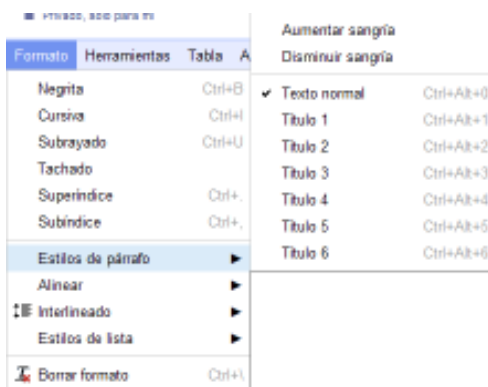 Privado, solo para mí
Formato Herramientas Tabla A
Negrita Ctrl+B
Cursiva Ctrl+I
Subrayado Ctrl+U
Tachado
Superíndice Ctrl+.
Subíndice Ctrl+,
Estilos de párrafo
Alinear
Interlineado
Estilos de lista
Borrar formato Ctrl+\
Aumentar sangría
Disminuir sangría
Texto normal Ctrl+Alt+0
Título 1 Ctrl+Alt+1
Título 2 Ctrl+Alt+2
Título 3 Ctrl+Alt+3
Título 4 Ctrl+Alt+4
Título 5 Ctrl+Alt+5
Título 6 Ctrl+Alt+6